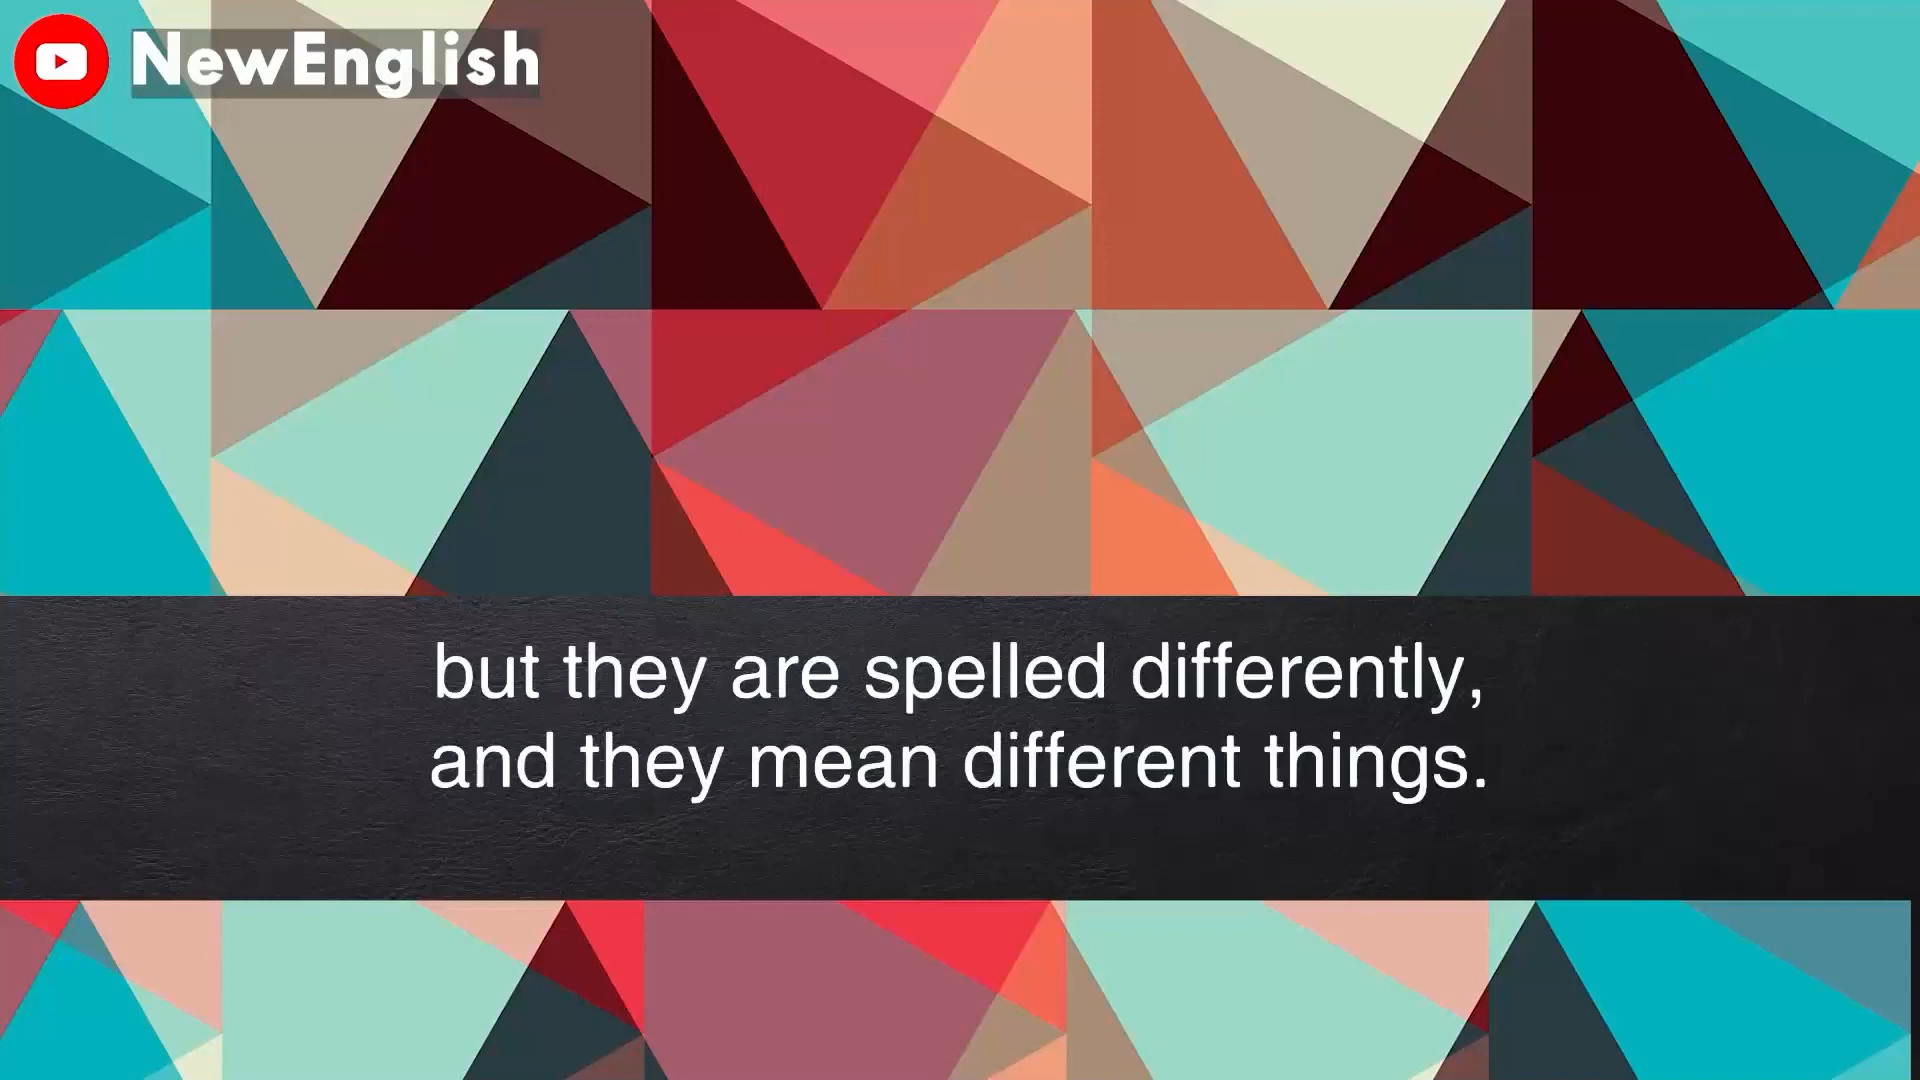 NewEnglish
but they are spelled differently,
and they mean different things.